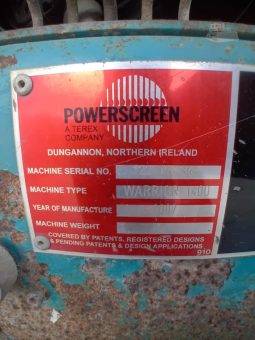 POWERSCREEN
A TEREX
COMPANY
DUNGANNON, NORTHERN IRELAND
MACHINE SERIAL NO.
MACHINE TYPE WARRIOR
YEAR OF MANUFACTURE
MACHINE WEIGHT
COVERED BY PATENTS, REGISTERED DESIGNS
& PENDING PATENTS & DESIGN APPLICATIONS
910